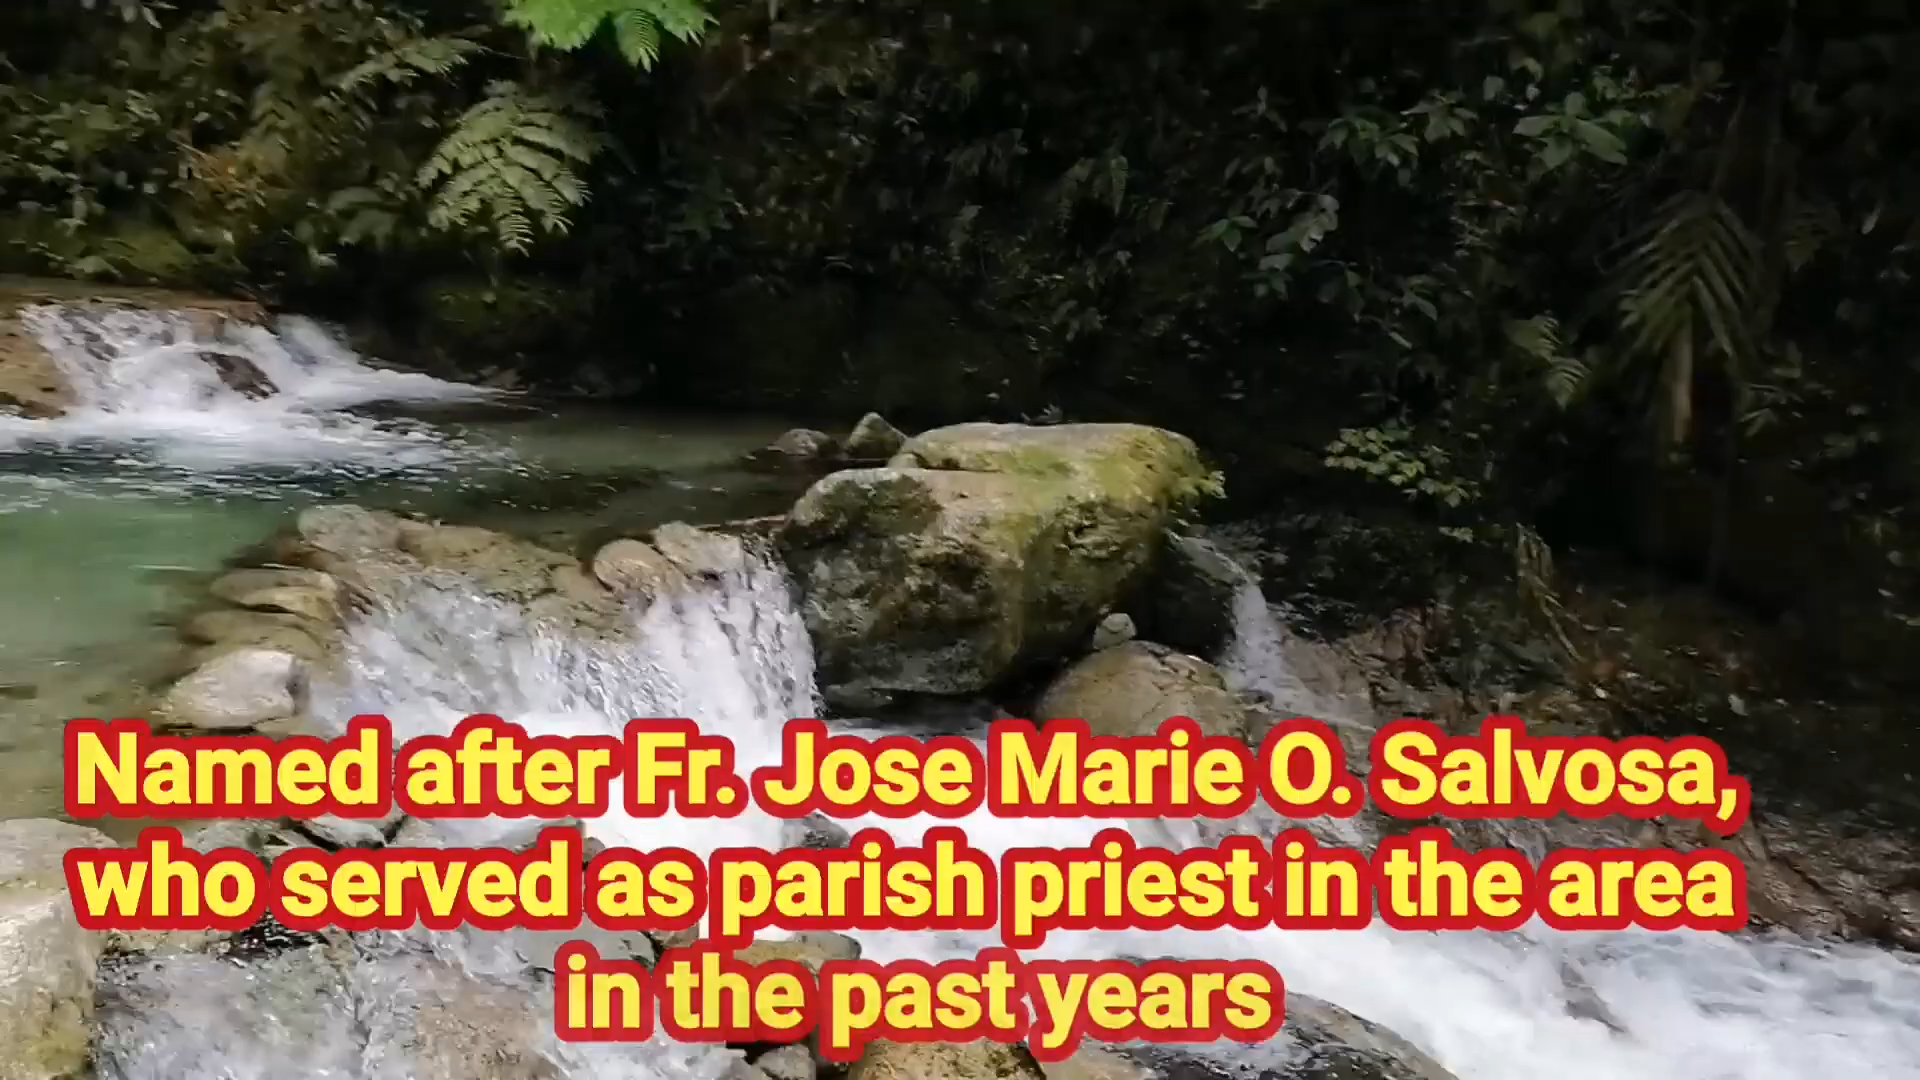 Named after Fr. Jose Marie O. Salvosa,
who served as parish priest in the area
in the past years